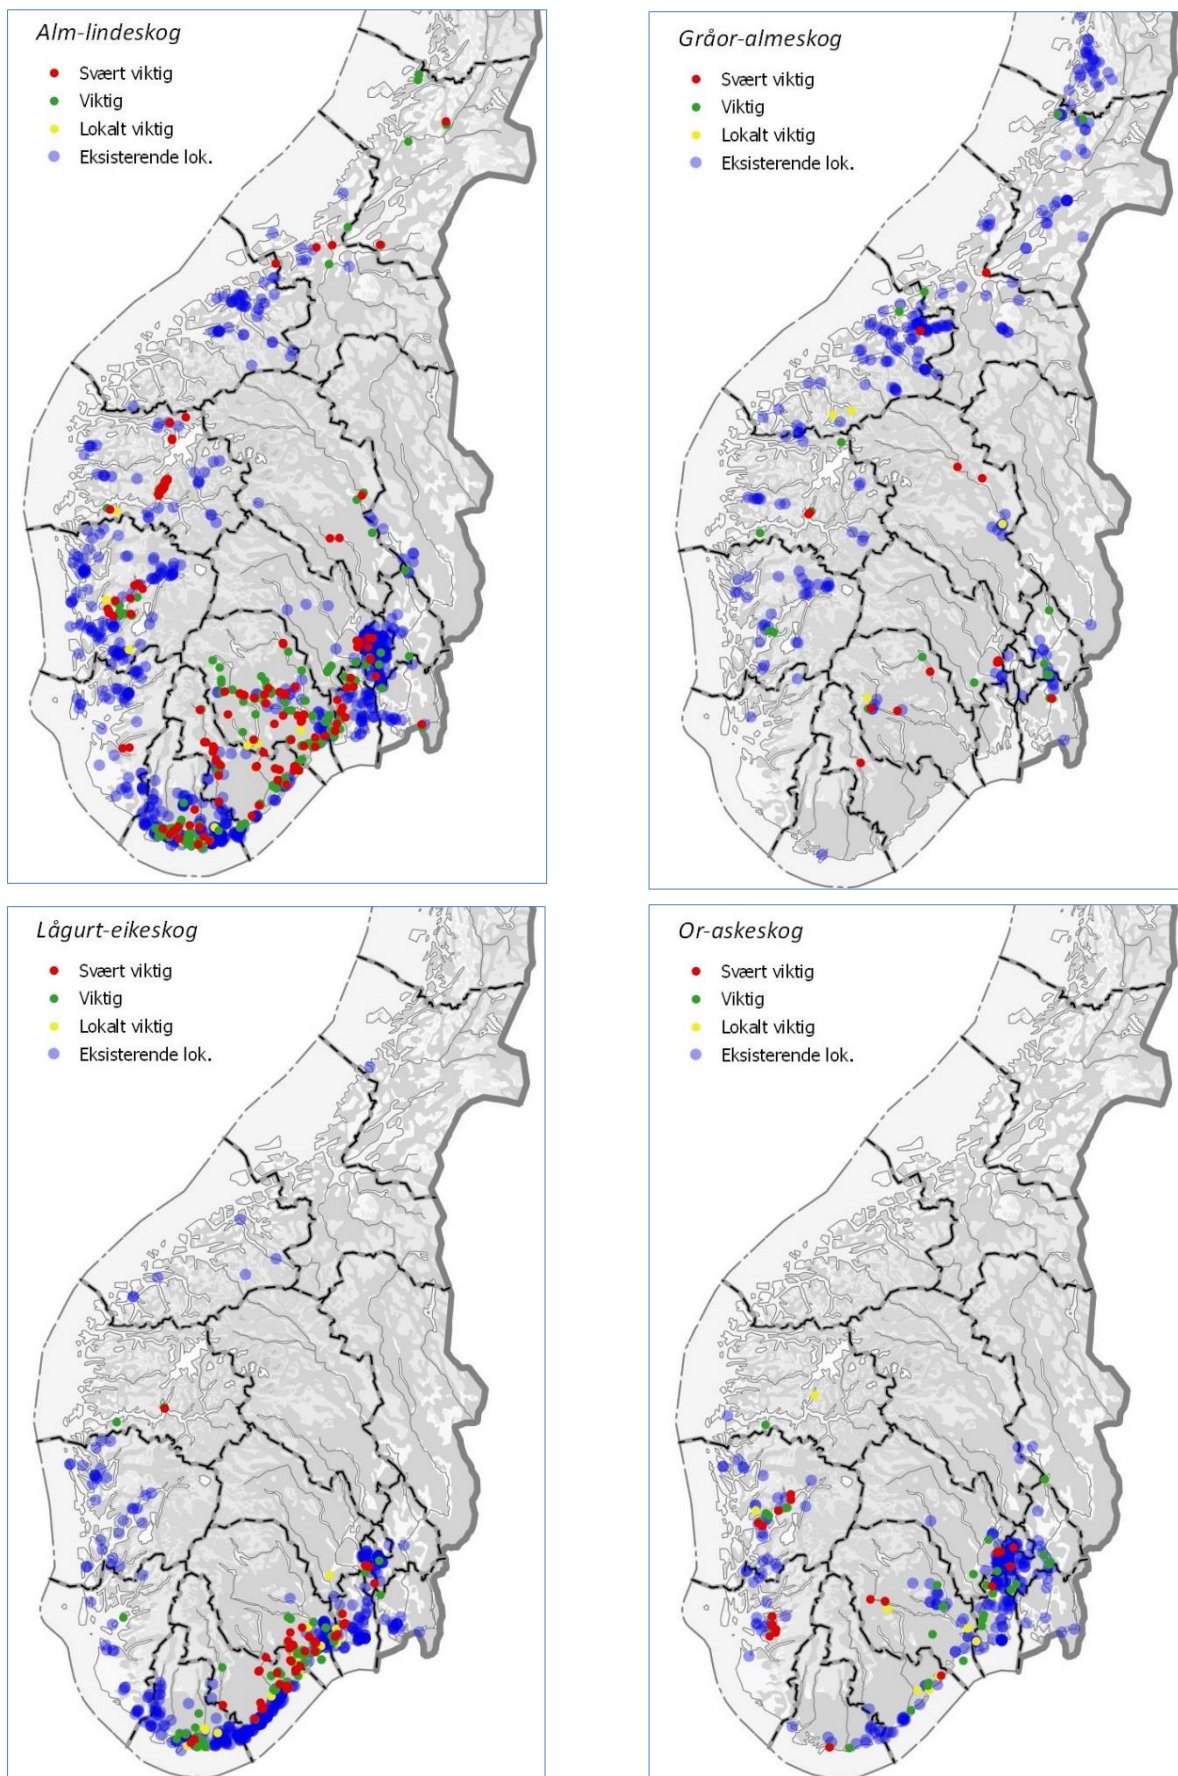 Alm-lindeskog
Svært viktig
Viktig
Lokalt viktig
Eksisterende lok.
Gråor-almeskog
Svært viktig
Viktig
Lokalt viktig
Eksisterende lok.
Lågurt-eikeskog
Svært viktig
Viktig
Lokalt viktig
Eksisterende lok.
Or-askeskog
Svært viktig
Viktig
Lokalt viktig
Eksisterende lok.